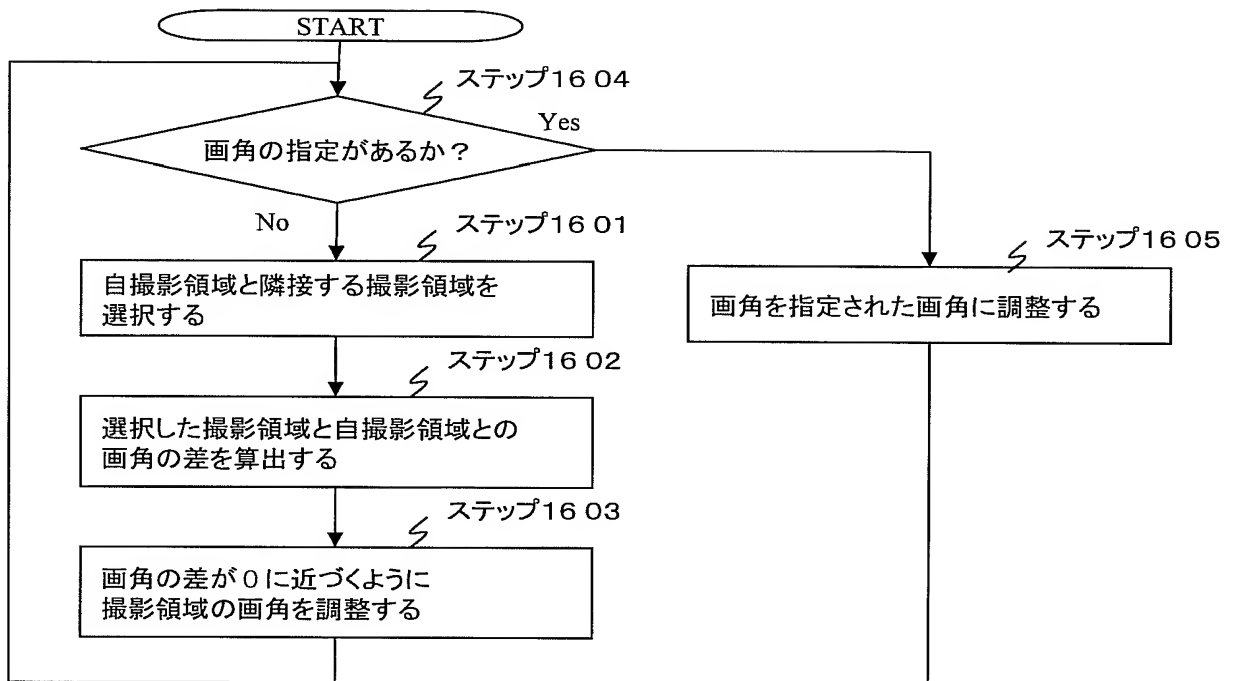 START
ステップ16 04
画角の指定があるか？
Yes
No
ステップ16 01
自撮影領域と隣接する撮影領域を
選択する
ステップ16 05
画角を指定された画角に調整する
ステップ16 02
選択した撮影領域と自撮影領域との
画角の差を算出する
ステップ16 03
画角の差が０に近づくように
撮影領域の画角を調整する